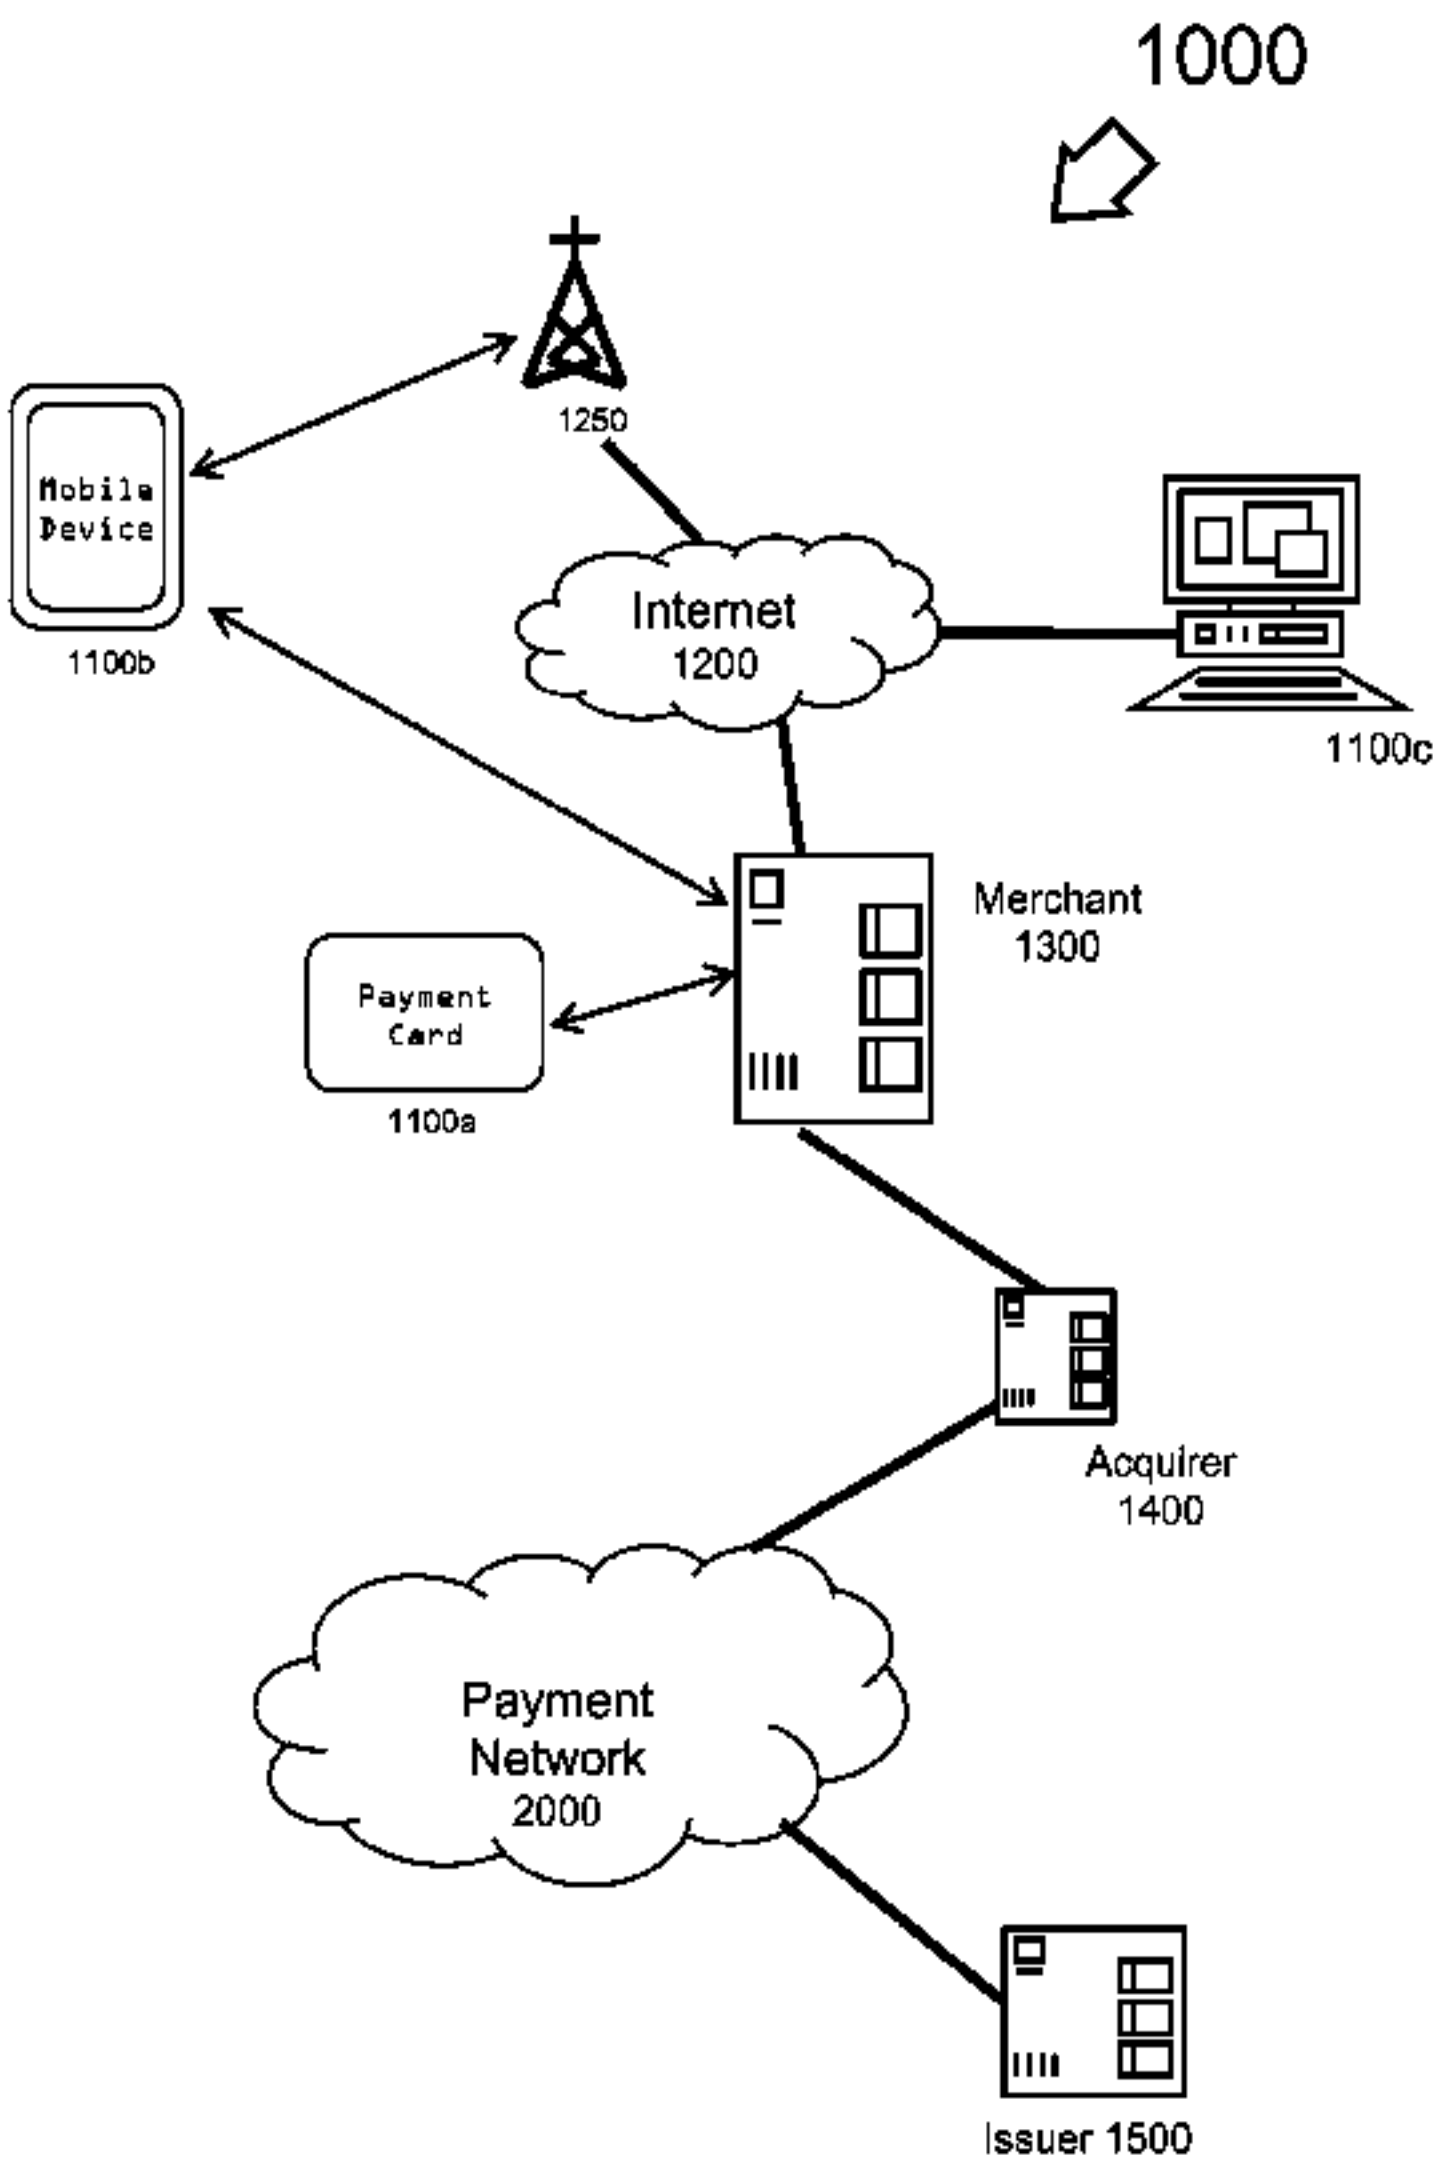 1000
1250
Mobile
Device
1100b
Internet
1200
1100c
Merchant
1300
Payment
Card
1100a
Acquirer
1400
Payment
Network
2000
Issuer 1500